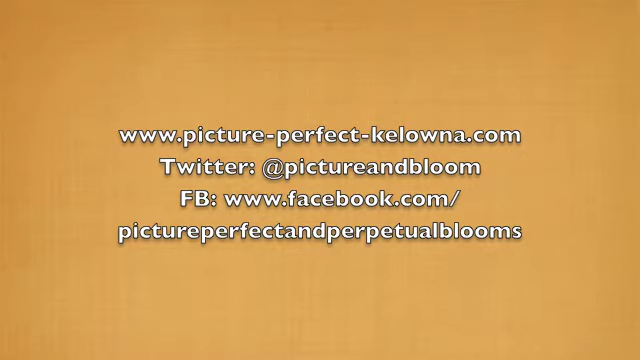 www.picture-perfect-kelowna.com
Twitter: @pictureandbloom
FB: www.facebook.com/
pictureperfectandperpetualblooms